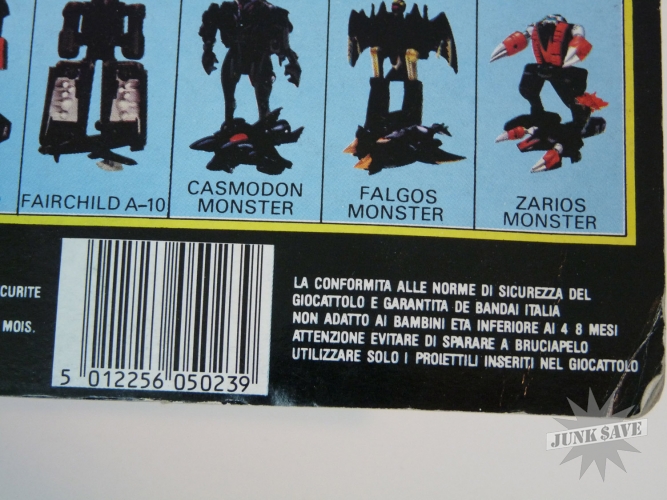 FAIRCHILD A-10
CASMODON
MONSTER
FALGOS
MONSTER
ZARIOS
MONSTER
CURITE
MOIS.
5 012256 050239
LA CONFORMITA ALLE NORME DI SICUREZZA DEL
GIOCATTOLO E GARANTITA DE BANDAI ITALIA
NON ADATTO AI BAMBINI ETA INFERIORE AI 4 8 MESI
ATTENZIONE EVITARE DI SPARARE A BRUCIAPELO
UTILIZZARE SOLO I PROIETTILI INSERITI NEL GIOCATTOLO
JUNK SAVE